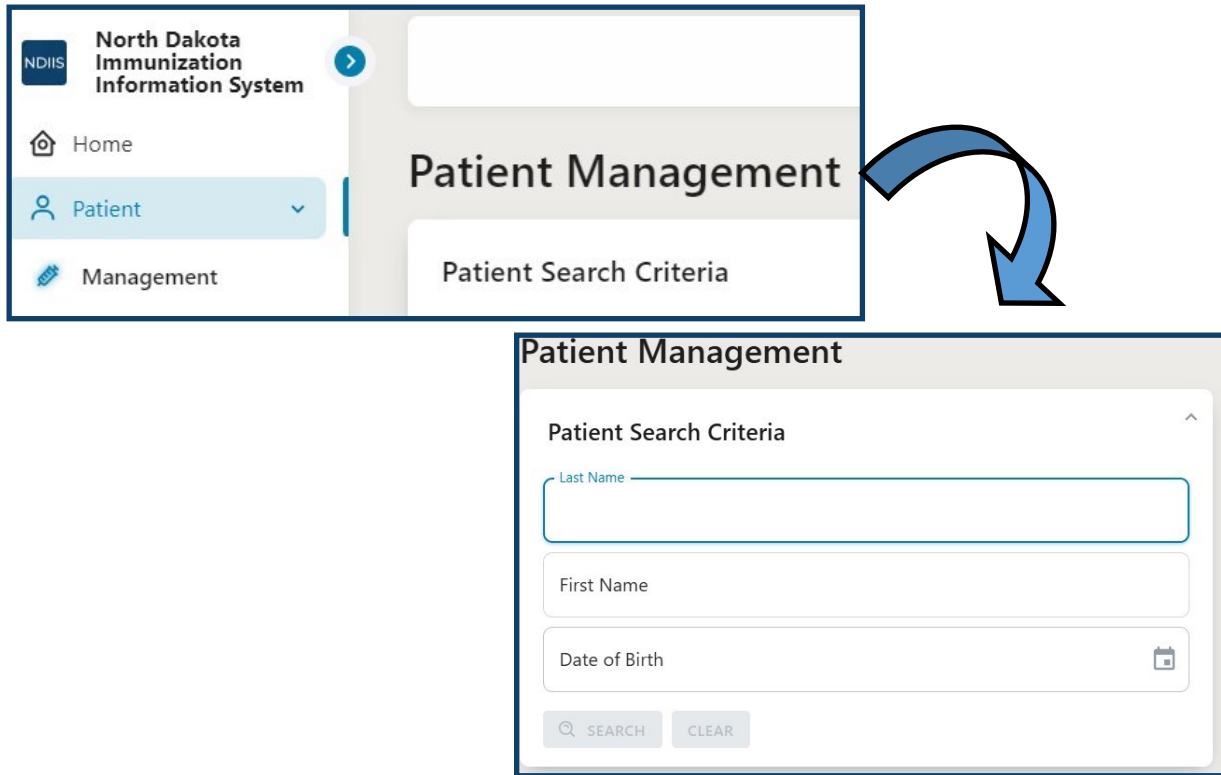 NDIIS
North Dakota
Immunization
Information System
Home
Patient
Management
Patient Management
Patient Search Criteria
Patient Management
Patient Search Criteria
Last Name
First Name
Date of Birth
SEARCH
CLEAR